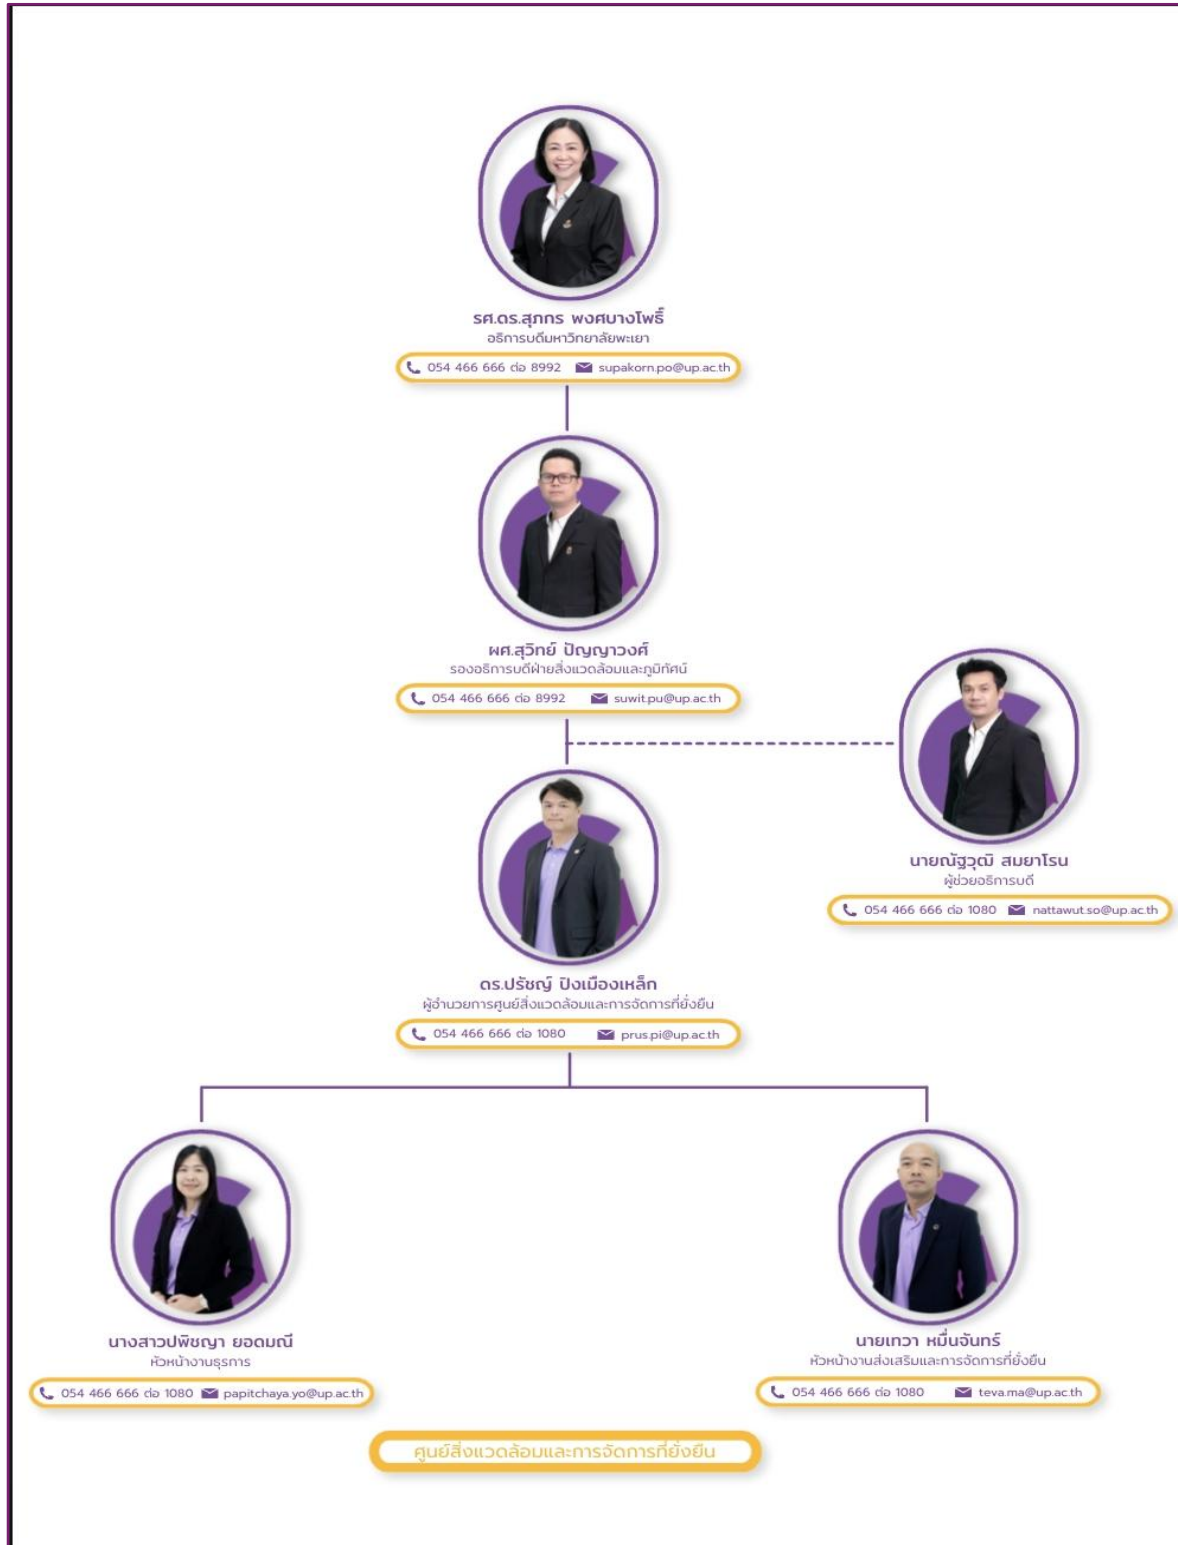 รศ.ดร.สุภกร พงศบางโพธิ์
อธิการบดีมหาวิทยาลัยพะเยา
054 466 666 ต่อ 8992 supakorn.po@up.ac.th
ผศ.สุวิทย์ ปัญญาวงศ์
รองอธิการบดีฝ่ายสิ่งแวดล้อมและภูมิทัศน์
054 466 666 ต่อ 8992 suwit.pu@up.ac.th
นายณัฐวุฒิ สมยาโรน
ผู้ช่วยอธิการบดี
054 466 666 ต่อ 1080 nattawut.so@up.ac.th
ดร.ปรัชญ์ ปิงเมืองเหล็ก
ผู้อำนวยการศูนย์สิ่งแวดล้อมและการจัดการที่ยั่งยืน
054 466 666 ต่อ 1080 prus.pi@up.ac.th
นางสาวปพิชญา ยอดมณี
หัวหน้างานธุรการ
054 466 666 ต่อ 1080 papitchaya.yo@up.ac.th
นายเทวา หมื่นจันทร์
หัวหน้างานส่งเสริมและการจัดการที่ยั่งยืน
054 466 666 ต่อ 1080 teva.ma@up.ac.th
ศูนย์สิ่งแวดล้อมและการจัดการที่ยั่งยืน